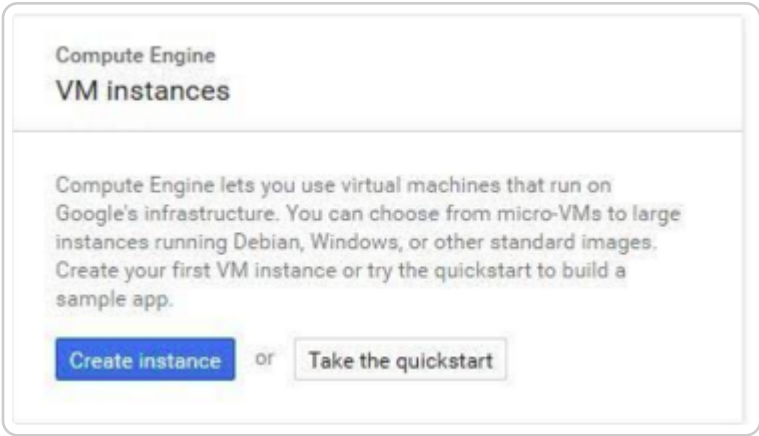 Compute Engine
VM instances
Compute Engine lets you use virtual machines that run on
Google's infrastructure. You can choose from micro-VMs to large
instances running Debian, Windows, or other standard images.
Create your first VM instance or try the quickstart to build a
sample app.
Create instance or Take the quickstart